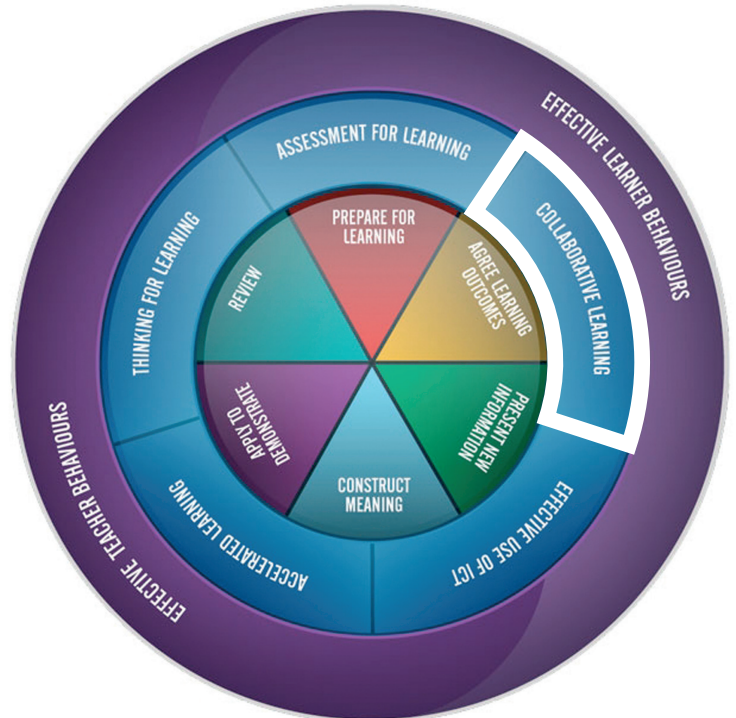 EFFECTIVE LEARNER BEHAVIOURS
EFFECTIVE TEACHER BEHAVIOURS
ASSESSMENT FOR LEARNING
COLLABORATIVE LEARNING
EFFECTIVE USE OF ICT
ACCELERATED LEARNING
THINKING FOR LEARNING
PREPARE FOR
LEARNING
AGREE LEARNING
OUTCOMES
PRESENT NEW
INFORMATION
CONSTRUCT
MEANING
APPLY TO
DEMONSTRATE
REVIEW